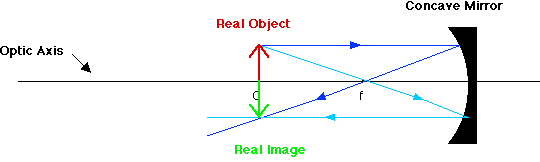 Concave Mirror
Real Object
Optic Axis
C
f
Real Image